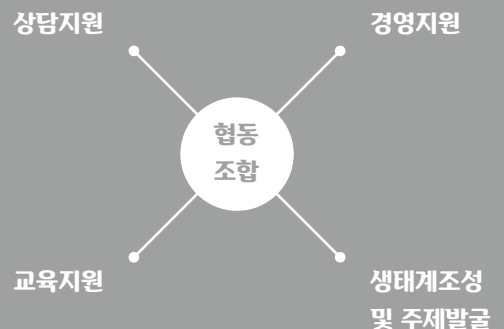 상담지원
경영지원
협동
조합
교육지원
생태계조성
및 주제발굴